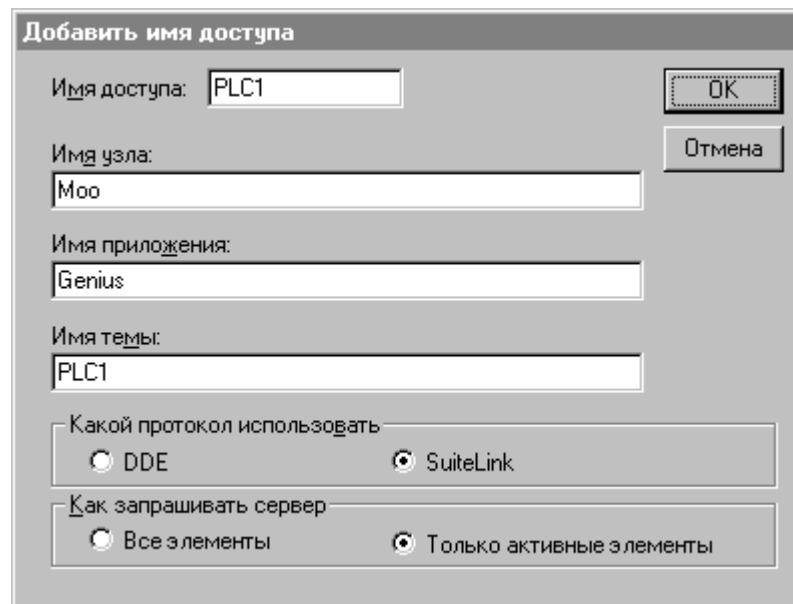 Добавить имя доступа
Имя доступа: PLC1
OK
Имя узла:
Отмена
Moo
Имя приложения:
Genius
Имя темы:
PLC1
Какой протокол использовать
DDE SuiteLink
Как запрашивать сервер
Все элементы Только активные элементы